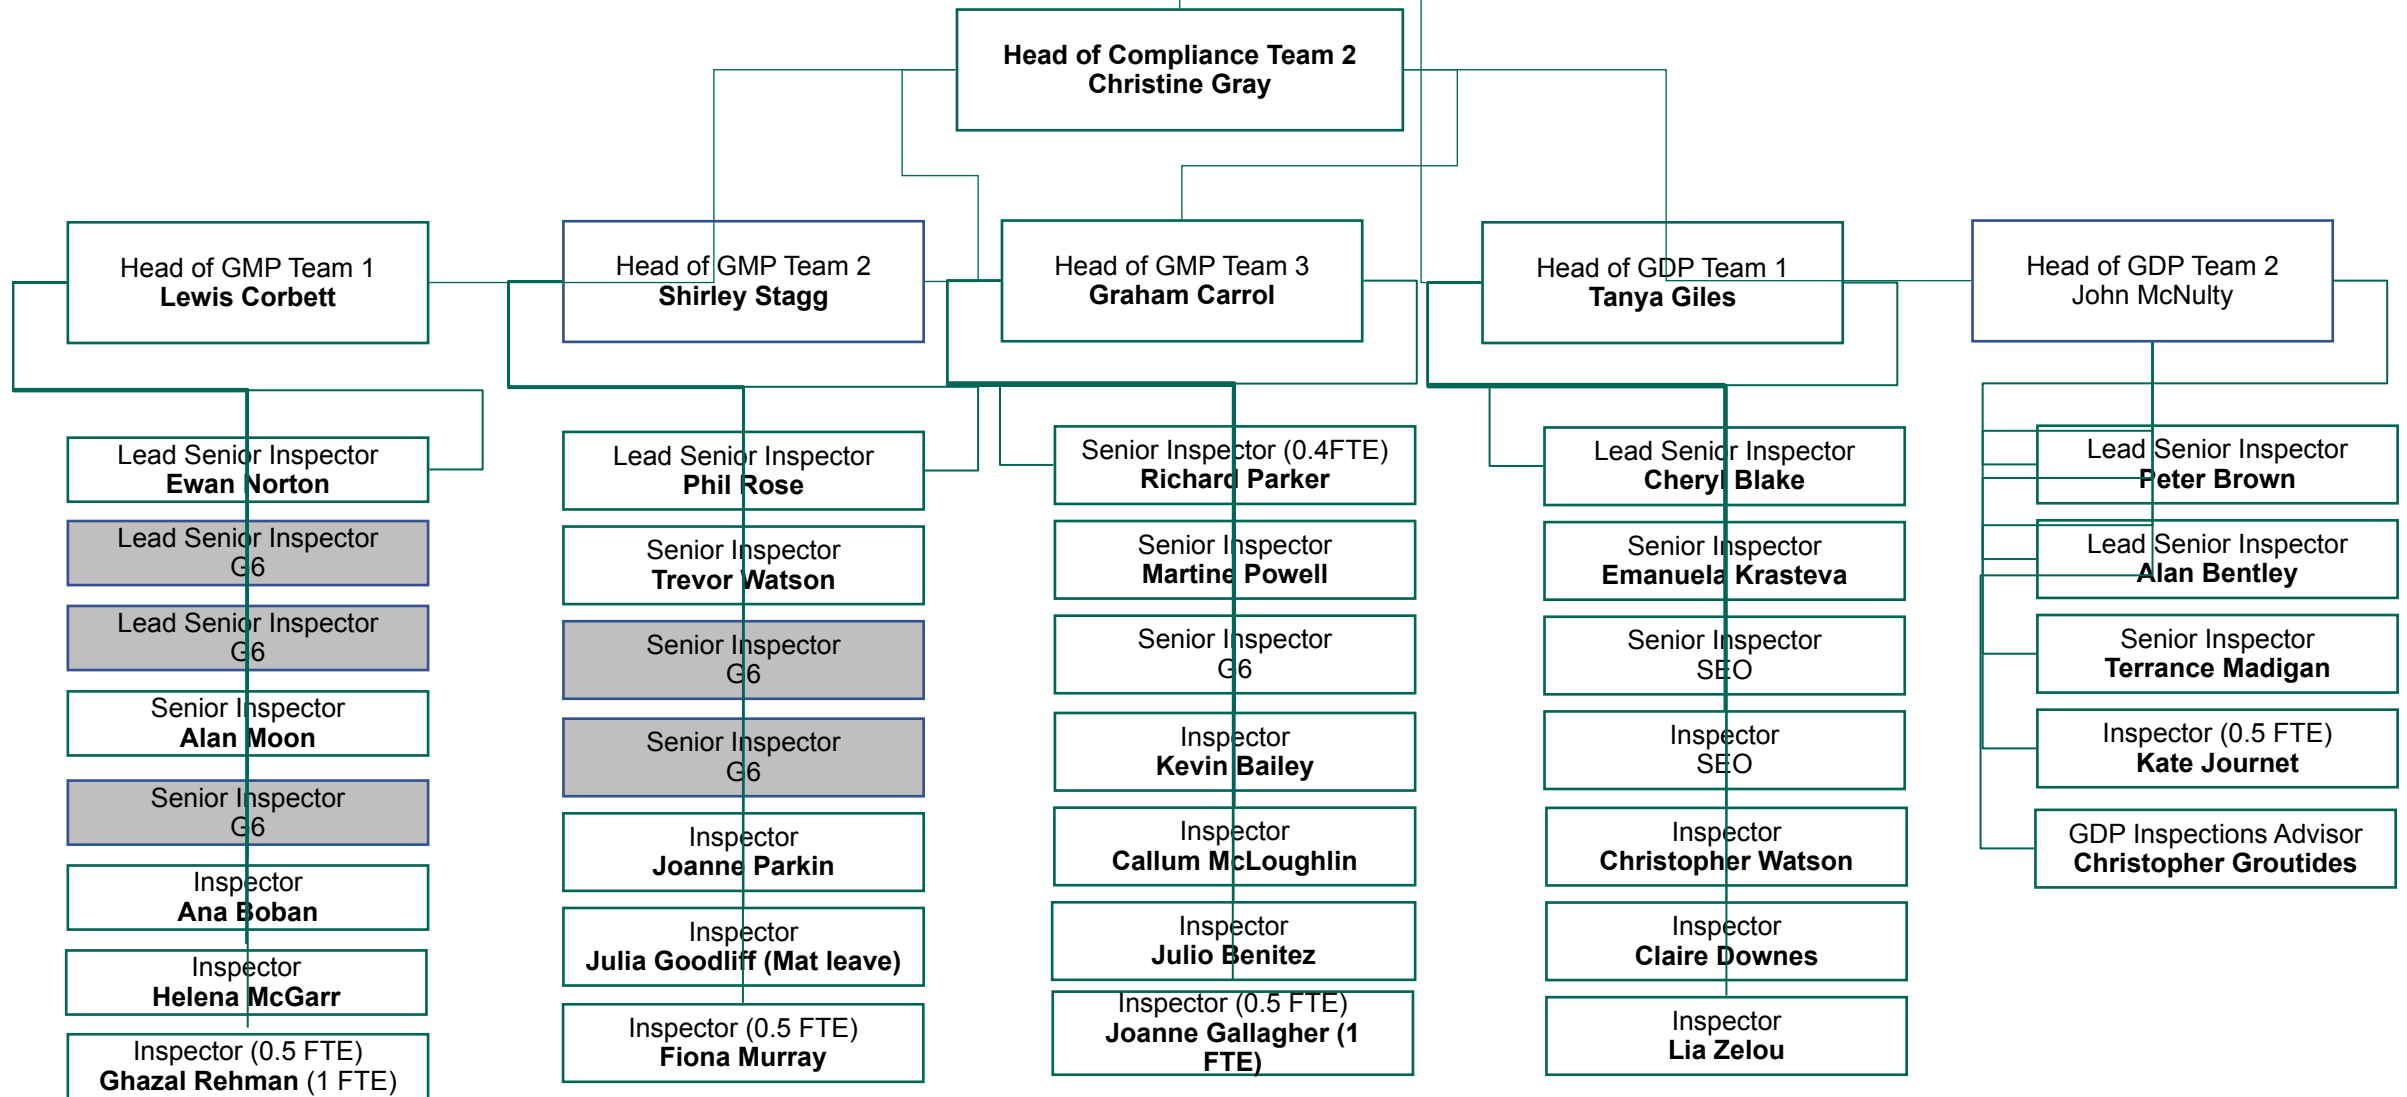 Head of Compliance Team 2
Christine Gray
Head of GMP Team 1
Lewis Corbett
Head of GMP Team 2
Shirley Stagg
Head of GMP Team 3
Graham Carrol
Head of GDP Team 1
Tanya Giles
Head of GDP Team 2
John McNulty
Lead Senior Inspector
Ewan Norton
Lead Senior Inspector
G6
Lead Senior Inspector
G6
Senior Inspector
Alan Moon
Senior Inspector
G6
Inspector
Ana Boban
Inspector
Helena McGarr
Inspector (0.5 FTE)
Ghazal Rehman (1 FTE)
Lead Senior Inspector
Phil Rose
Senior Inspector
Trevor Watson
Senior Inspector
G6
Senior Inspector
G6
Inspector
Joanne Parkin
Inspector
Julia Goodliff (Mat leave)
Inspector (0.5 FTE)
Fiona Murray
Senior Inspector (0.4FTE)
Richard Parker
Senior Inspector
Martine Powell
Senior Inspector
G6
Inspector
Kevin Bailey
Inspector
Callum McLoughlin
Inspector
Julio Benitez
Inspector (0.5 FTE)
Joanne Gallagher (1
FTE)
Lead Senior Inspector
Cheryl Blake
Senior Inspector
Emanuela Krasteva
Senior Inspector
SEO
Inspector
SEO
Inspector
Christopher Watson
Inspector
Claire Downes
Inspector
Lia Zelou
Lead Senior Inspector
Peter Brown
Lead Senior Inspector
Alan Bentley
Senior Inspector
Terrance Madigan
Inspector (0.5 FTE)
Kate Journet
GDP Inspections Advisor
Christopher Groutides